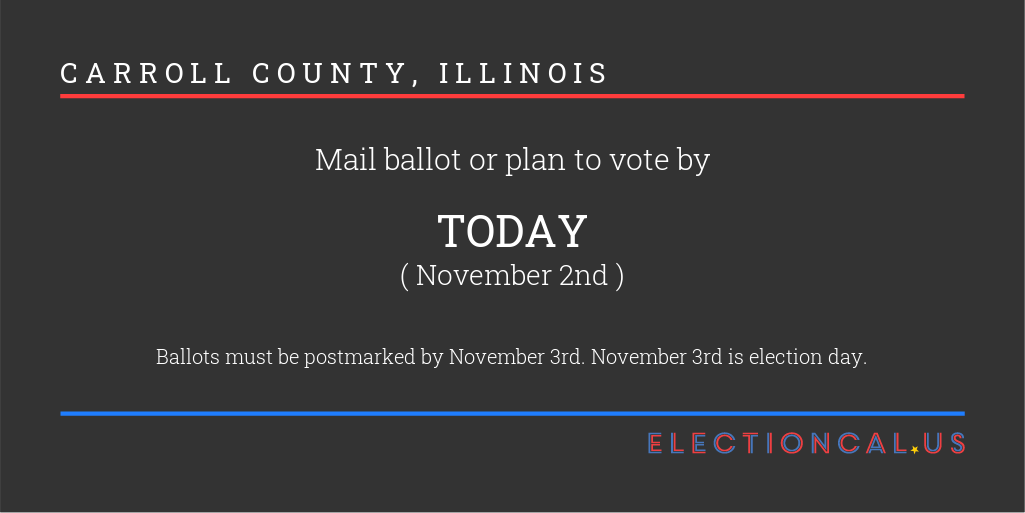 CARROLL COUNTY, ILLINOIS
Mail ballot or plan to vote by
TODAY
( November 2nd )
Ballots must be postmarked by November 3rd. November 3rd is election day.
ELECTIONCAL.US